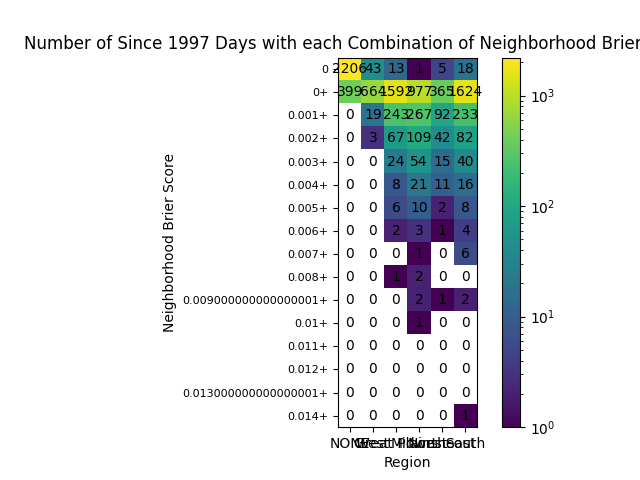 Number of Since 1997 Days with each Combination of Neighborhood Brier
0 2206 43 13 1 5 18
0+ 399 664 1592 977 365 1624
0.001+ 0 19 243 267 92 233
0.002+ 0 3 67 109 42 82
0.003+ 0 0 24 54 15 40
0.004+ 0 0 8 21 11 16
0.005+ 0 0 6 10 2 8
0.006+ 0 0 2 3 1 4
0.007+ 0 0 0 1 0 6
0.008+ 0 0 1 2 0 0
0.009000000000000001+ 0 0 0 2 1 2
0.01+ 0 0 0 1 0 0
0.011+ 0 0 0 0 0 0
0.012+ 0 0 0 0 0 0
0.013000000000000001+ 0 0 0 0 0 0
0.014+ 0 0 0 0 0 1
Region
Neighborhood Brier Score
10³
10²
10¹
10⁰